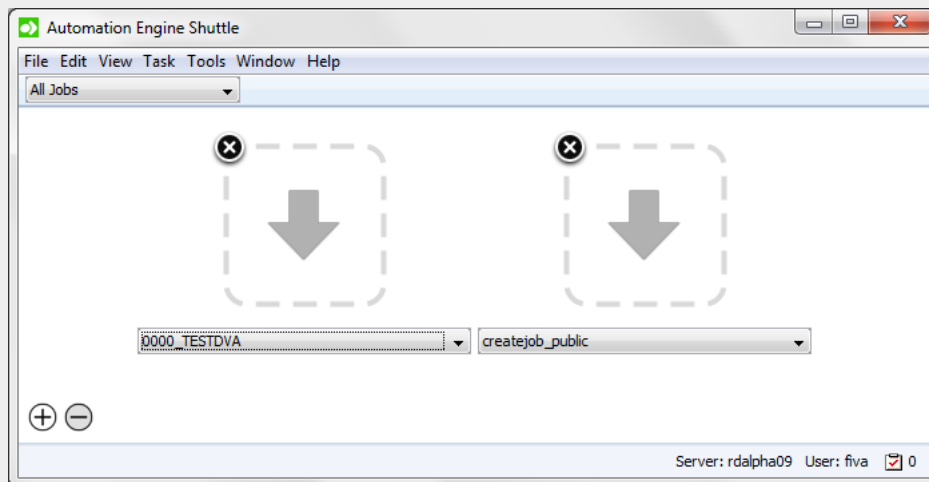 Automation Engine Shuttle
File Edit View Task Tools Window Help
All Jobs
0000_TESTDVA createjob_public
Server: rdalpha09 User: fiva 0